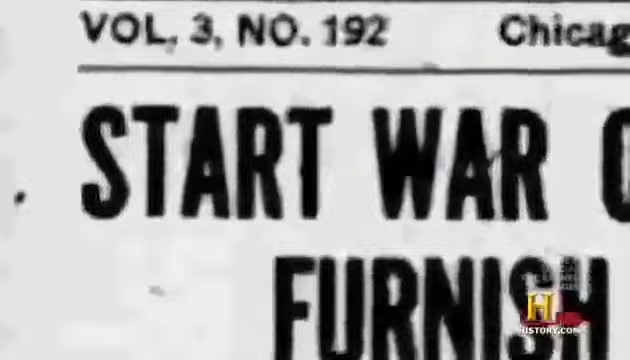 VOL. 3, NO. 192 Chicag
START WAR
FURNISH
H
HISTORY.COM